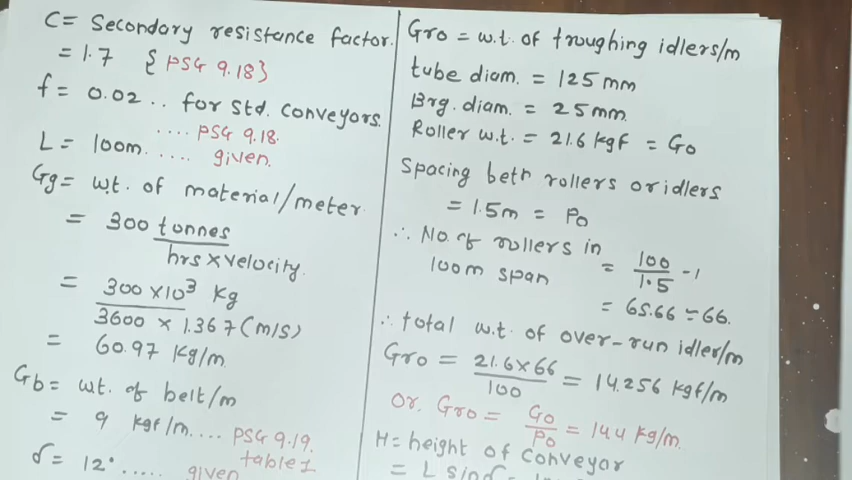 C = Secondary resistance factor.
= 1.7 { PSG 9.18 }
f = 0.02 .. for std. conveyors.
.... PSG 9.18.
L = 100m ..... given.
Gg = wt. of material/meter
= 300 tonnes
hrs × velocity.
= 300 × 10³ kg
3600 × 1.367 (m/s)
= 60.97 kg/m.
Gb = wt. of belt/m
= 9 kgf/m .... PSG 9.19.
table 1
σ = 12° ..... given
Gro = w.t. of troughing idlers/m
tube diam. = 125 mm
Brg. diam. = 25 mm.
Roller w.t. = 21.6 kgf = Go
Spacing betn rollers or idlers
= 1.5m = Po
∴ No. of rollers in
100m span = 100/1.5 - 1
= 65.66 ≃ 66.
∴ total w.t. of over-run idler/m
Gro = 21.6 × 66 / 100 = 14.256 kgf/m
or. Gro = Go/Po = 14.4 kg/m.
H = height of conveyor
= L sinσ =